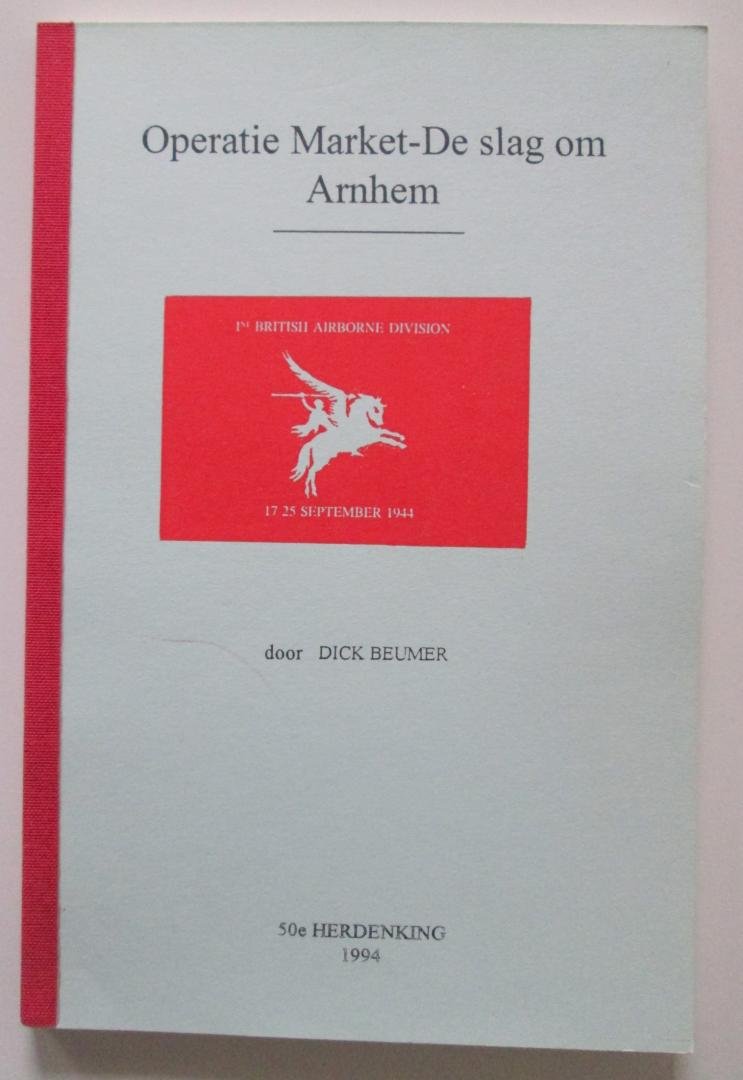 Operatie Market-De slag om
Arnhem
1st BRITISH AIRBORNE DIVISION
17 25 SEPTEMBER 1944
door DICK BEUMER
50e HERDENKING
1994